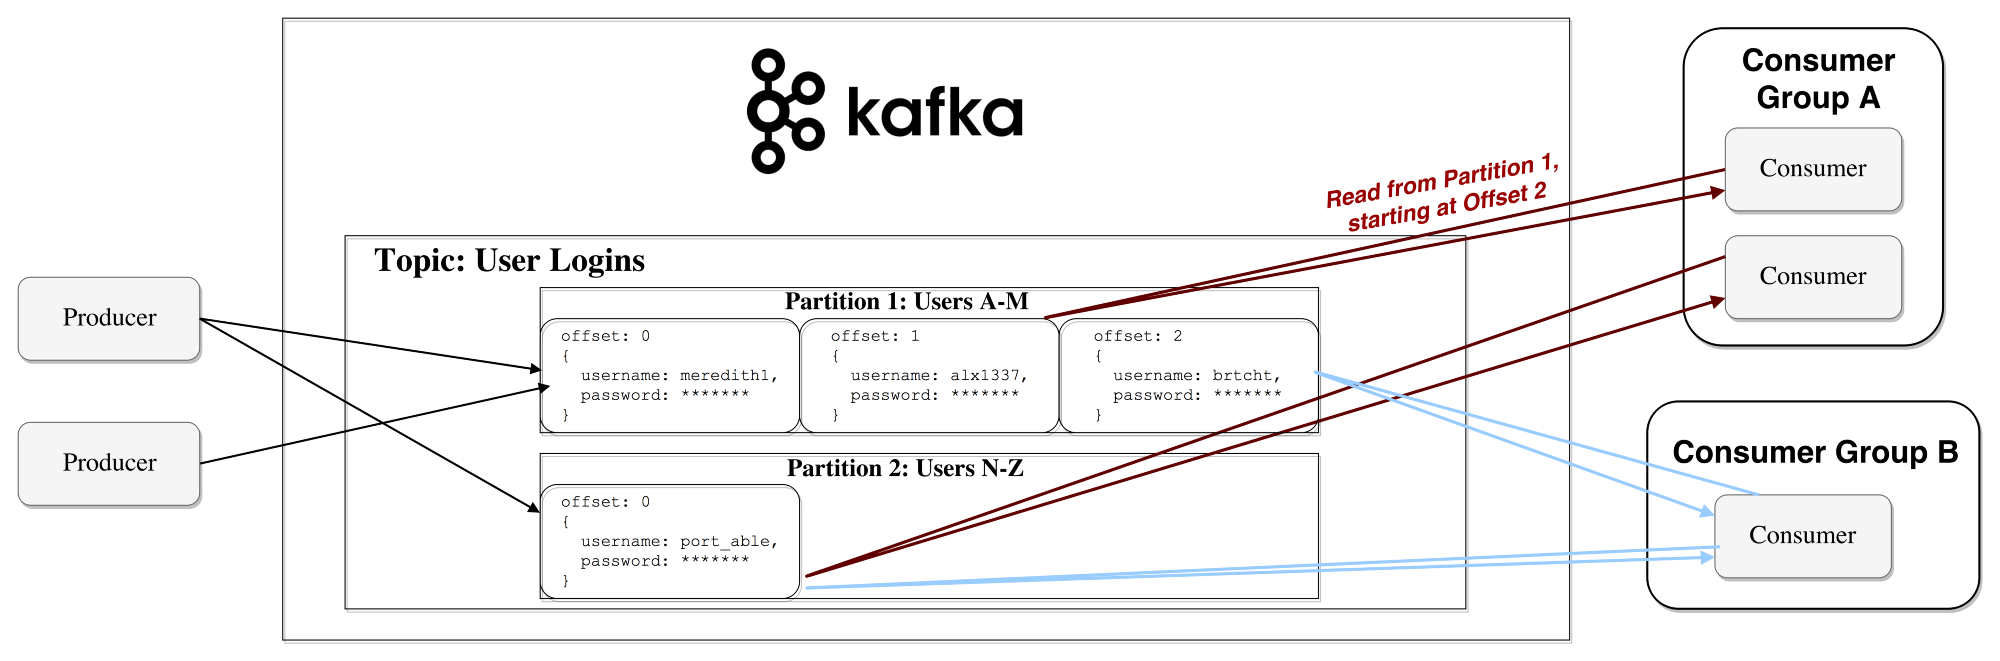 kafka
Consumer
Group A
Consumer
Consumer
Read from Partition 1,
starting at Offset 2
Topic: User Logins
Producer
Producer
Partition 1: Users A-M
offset: 0
{
username: meredith1,
password: *******
}
offset: 1
{
username: alx1337,
password: *******
}
offset: 2
{
username: brtcht,
password: *******
}
Partition 2: Users N-Z
offset: 0
{
username: port_able,
password: *******
}
Consumer Group B
Consumer